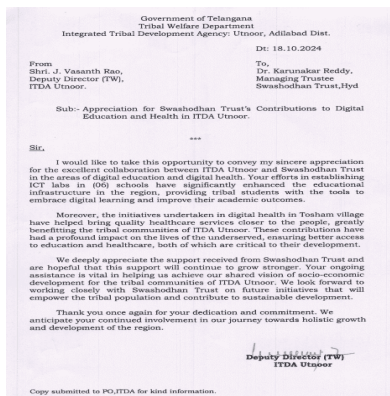 Government of Telangana
Tribal Welfare Department
Integrated Tribal Development Agency: Utnoor, Adilabad Dist.
Dt: 18.10.2024
From
Shri. J. Vasanth Rao,
Deputy Director (TW),
ITDA Utnoor.
To,
Dr. Karunakar Reddy,
Managing Trustee
Swashodhan Trust,Hyd
Sub:- Appreciation for Swashodhan Trust's Contributions to Digital
Education and Health in ITDA Utnoor.
***
Sir,
I would like to take this opportunity to convey my sincere appreciation
for the excellent collaboration between ITDA Utnoor and Swashodhan Trust
in the areas of digital education and digital health. Your efforts in establishing
ICT labs in (06) schools have significantly enhanced the educational
infrastructure in the region, providing tribal students with the tools to
embrace digital learning and improve their academic outcomes.
Moreover, the initiatives undertaken in digital health in Tosham village
have helped bring quality healthcare services closer to the people, greatly
benefitting the tribal communities of ITDA Utnoor. These contributions have
had a profound impact on the lives of the underserved, ensuring better access
to education and healthcare, both of which are critical to their development.
We deeply appreciate the support received from Swashodhan Trust and
are hopeful that this support will continue to grow stronger. Your ongoing
assistance is vital in helping us achieve our shared vision of socio-economic
development for the tribal communities of ITDA Utnoor. We look forward to
working closely with Swashodhan Trust on future initiatives that will
empower the tribal population and contribute to sustainable development.
Thank you once again for your dedication and commitment. We
anticipate your continued involvement in our journey towards holistic growth
and development of the region.
Deputy Director (TW)
ITDA Utnoor
Copy submitted to PO,ITDA for kind information.